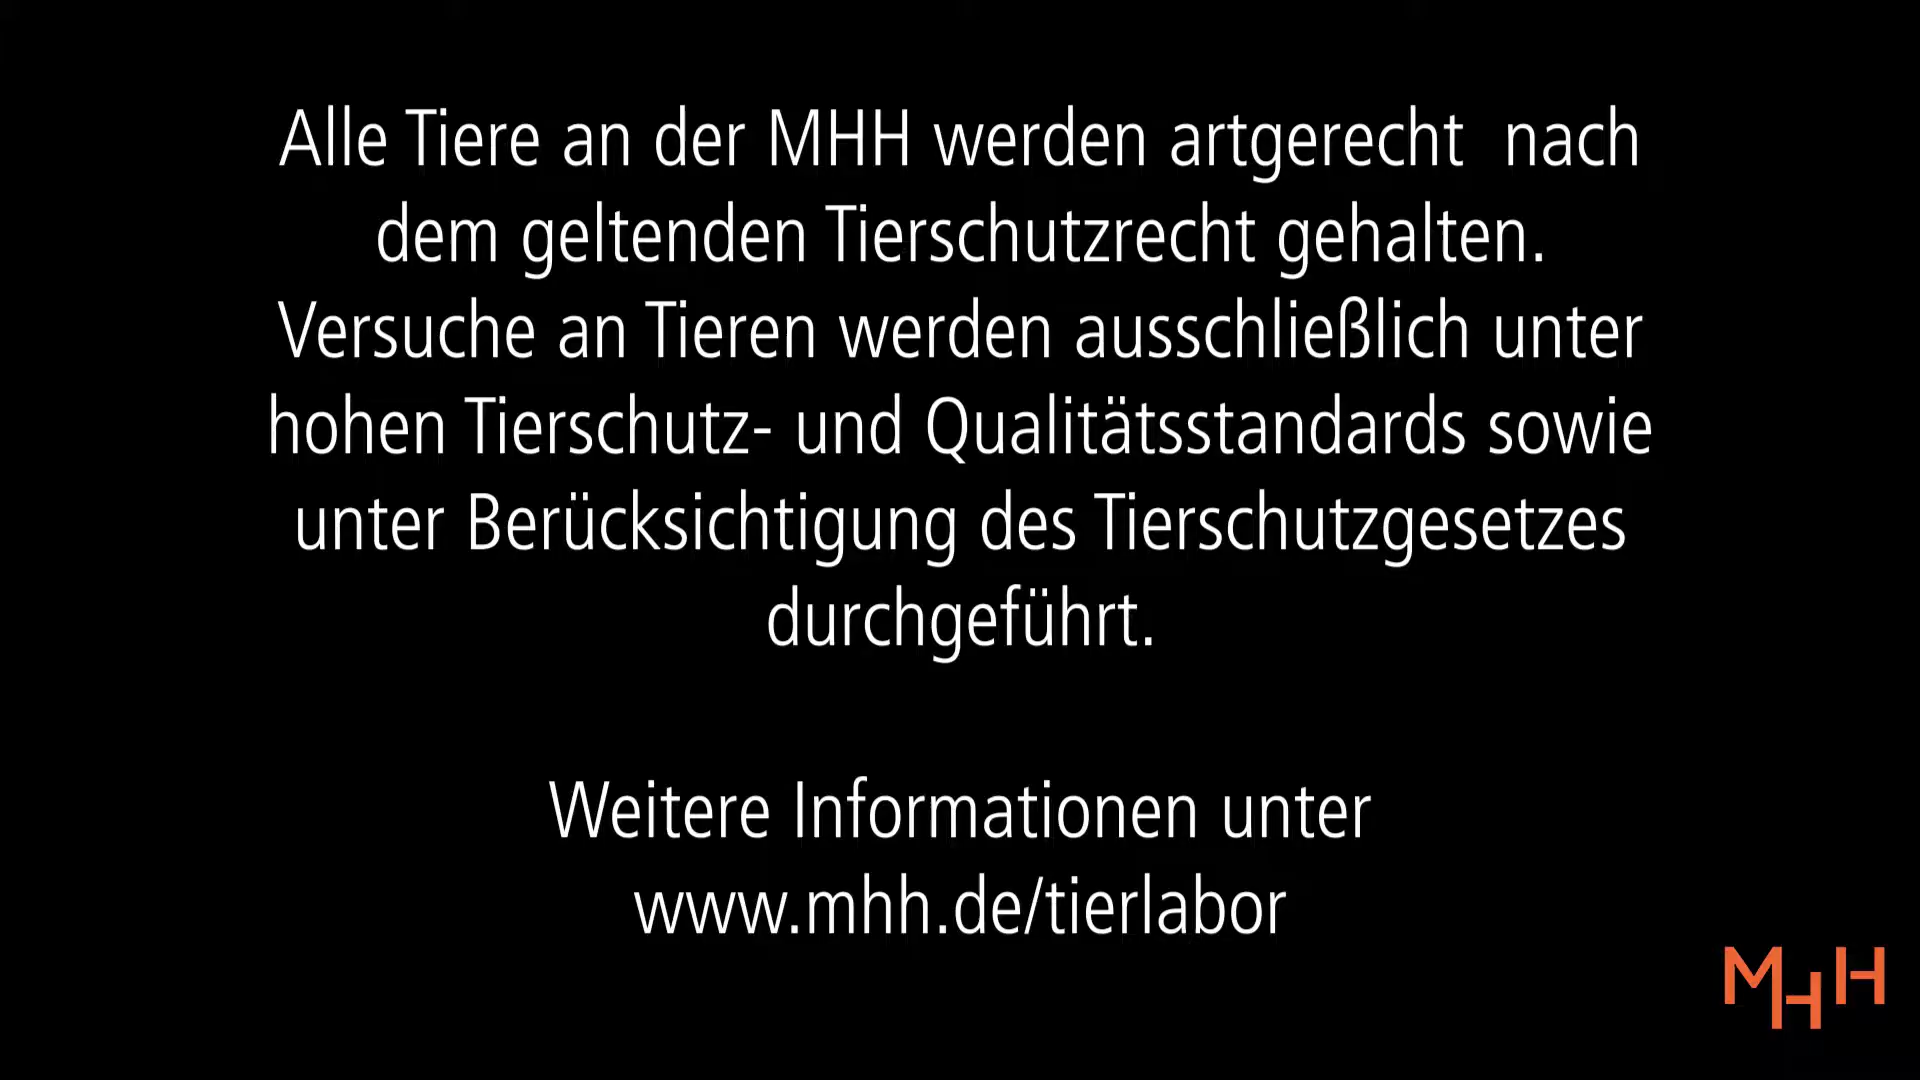 Alle Tiere an der MHH werden artgerecht  nach
dem geltenden Tierschutzrecht gehalten.
Versuche an Tieren werden ausschließlich unter
hohen Tierschutz- und Qualitätsstandards sowie
unter Berücksichtigung des Tierschutzgesetzes
durchgeführt.
Weitere Informationen unter
www.mhh.de/tierlabor
MHH